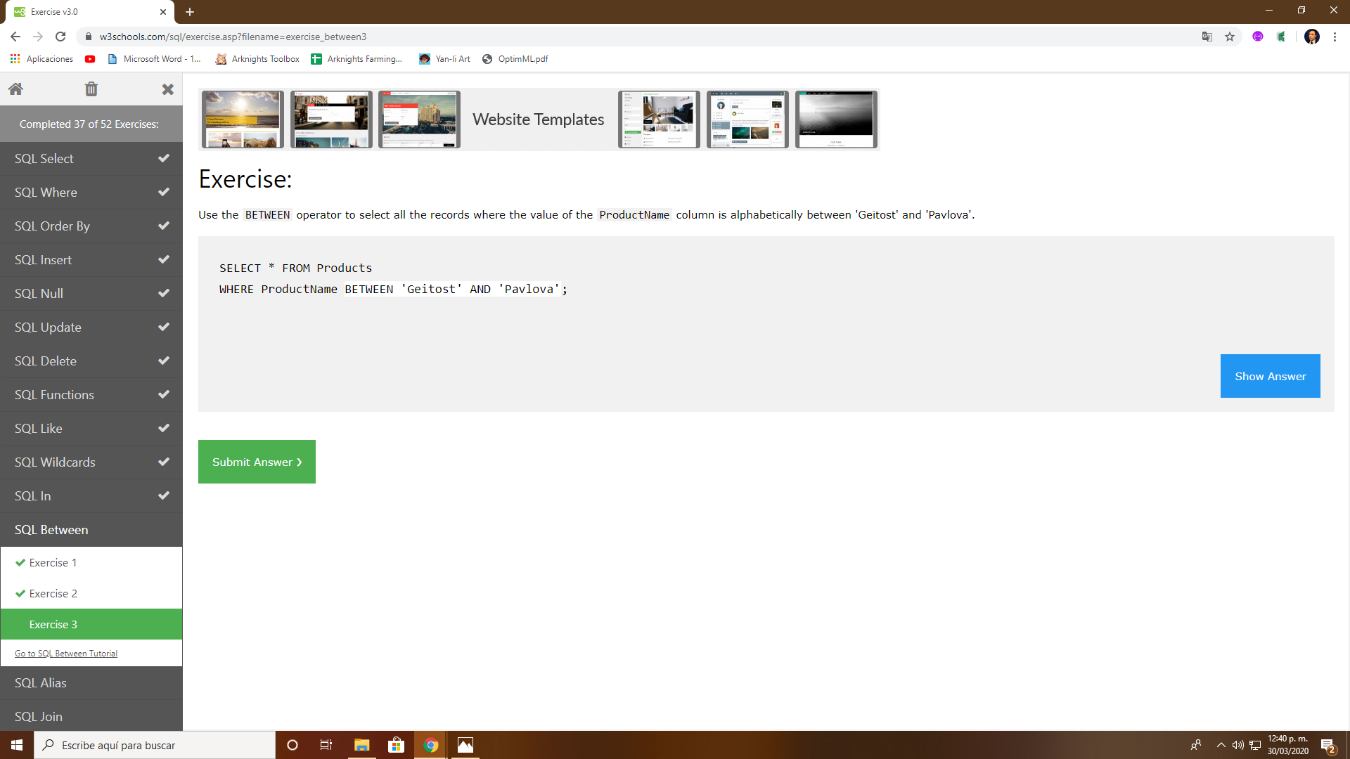 Exercise v3.0
w3schools.com/sql/exercise.asp?filename=exercise_between3
Aplicaciones
Microsoft Word - 1...
Arknights Toolbox
Arknights Farming...
Yan-li Art
OptimML.pdf
Completed 37 of 52 Exercises:
SQL Select
SQL Where
SQL Order By
SQL Insert
SQL Null
SQL Update
SQL Delete
SQL Functions
SQL Like
SQL Wildcards
SQL In
SQL Between
Exercise 1
Exercise 2
Exercise 3
Go to SQL Between Tutorial
SQL Alias
SQL Join
Website Templates
Exercise:
Use the BETWEEN operator to select all the records where the value of the ProductName column is alphabetically between 'Geitost' and 'Pavlova'.
SELECT * FROM Products
WHERE ProductName BETWEEN 'Geitost' AND 'Pavlova';
Show Answer
Submit Answer ❯
Escribe aquí para buscar
12:40 p. m.
30/03/2020
2